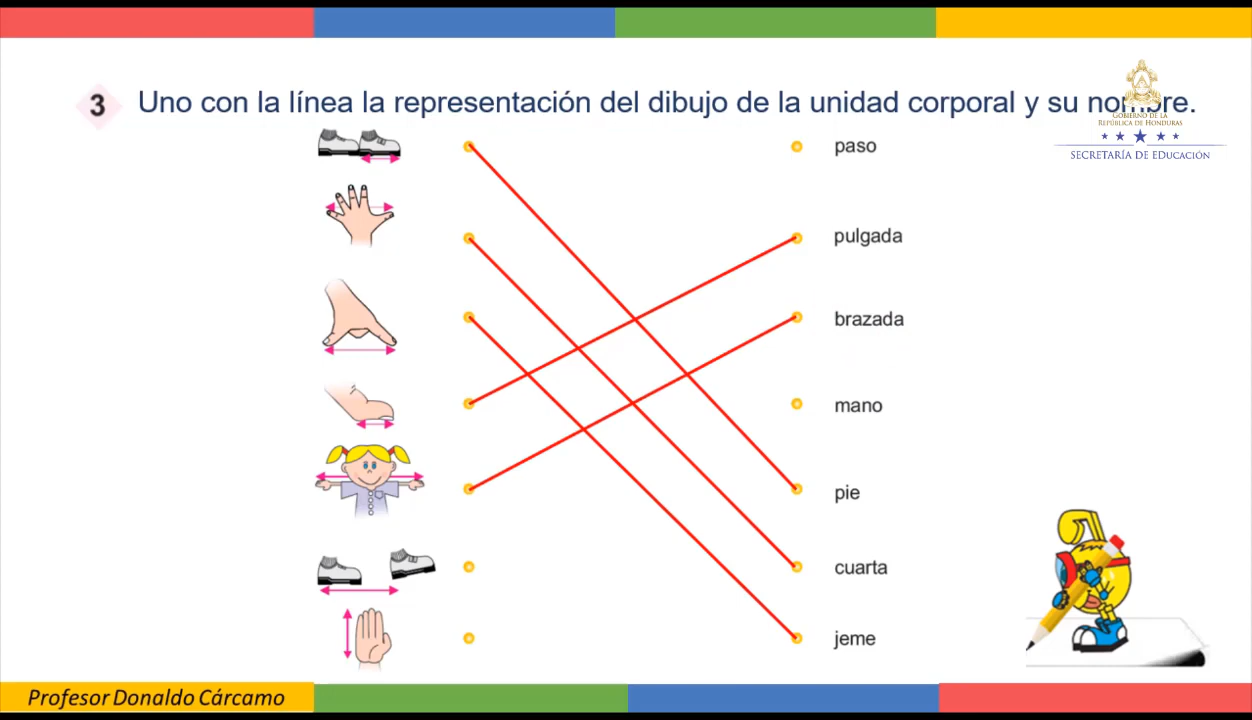 3 Uno con la línea la representación del dibujo de la unidad corporal y su nombre.
GOBIERNO DE LA
REPÚBLICA DE HONDURAS
SECRETARÍA DE EDUCACIÓN
paso
pulgada
brazada
mano
pie
cuarta
jeme
Profesor Donaldo Cárcamo